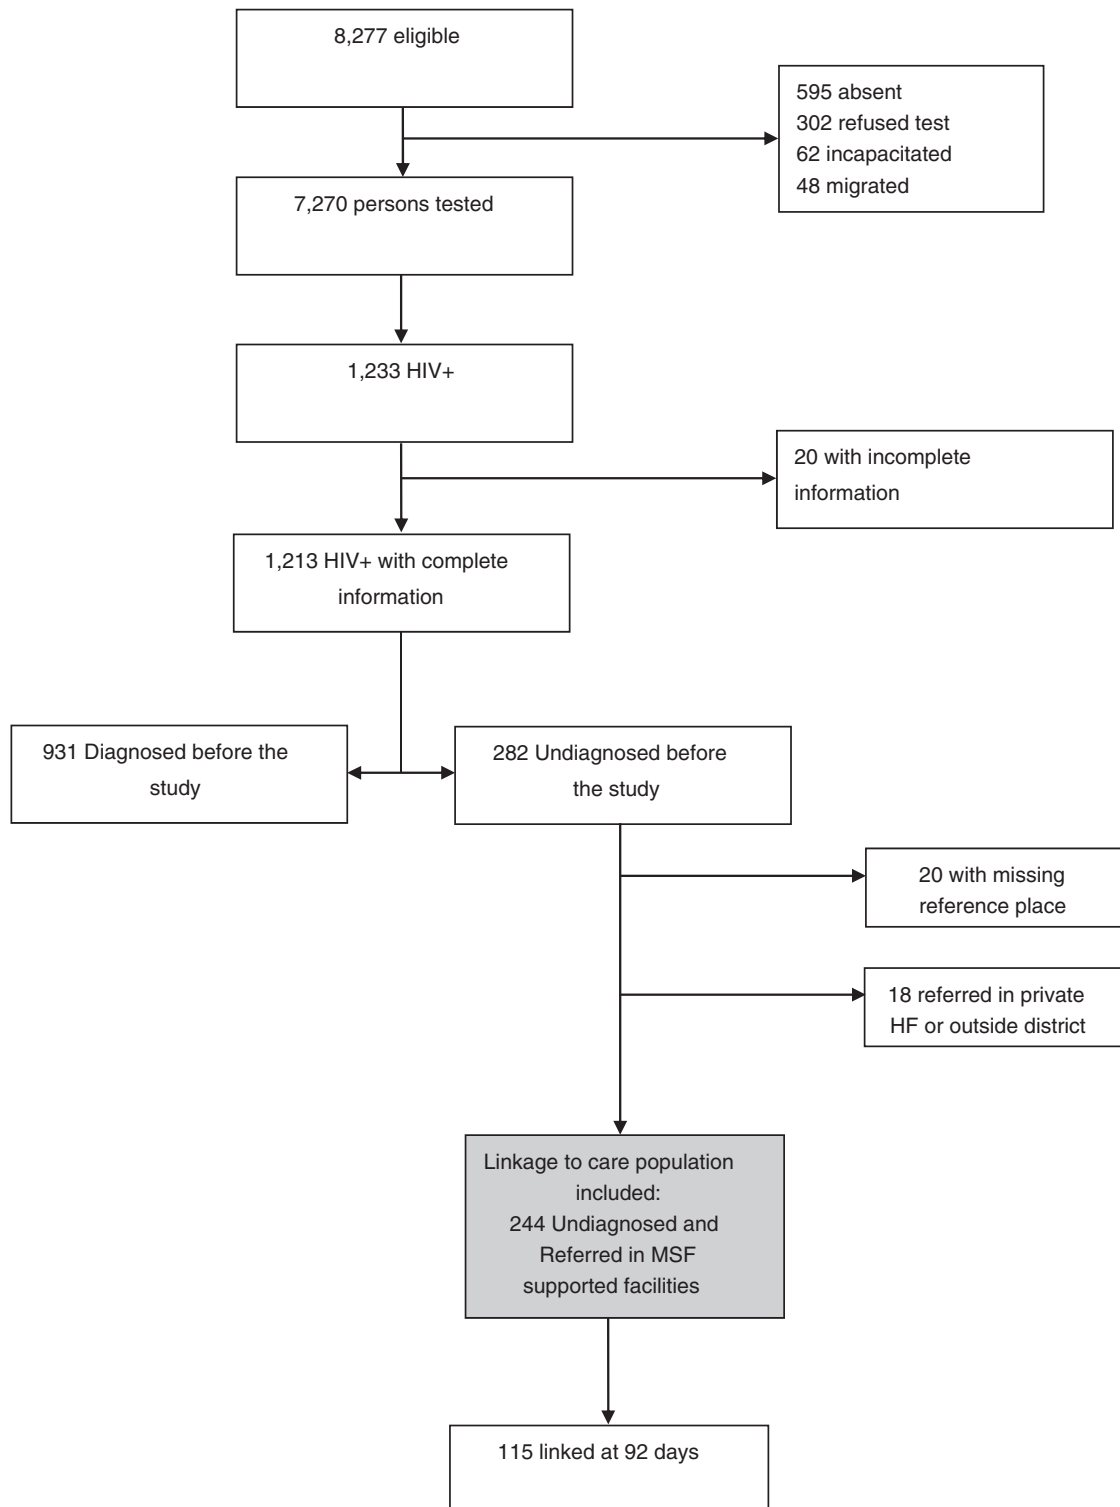 8,277 eligible
595 absent
302 refused test
62 incapacitated
48 migrated
7,270 persons tested
1,233 HIV+
20 with incomplete
information
1,213 HIV+ with complete
information
931 Diagnosed before the
study
282 Undiagnosed before
the study
20 with missing
reference place
18 referred in private
HF or outside district
Linkage to care population
included:
244 Undiagnosed and
Referred in MSF
supported facilities
115 linked at 92 days